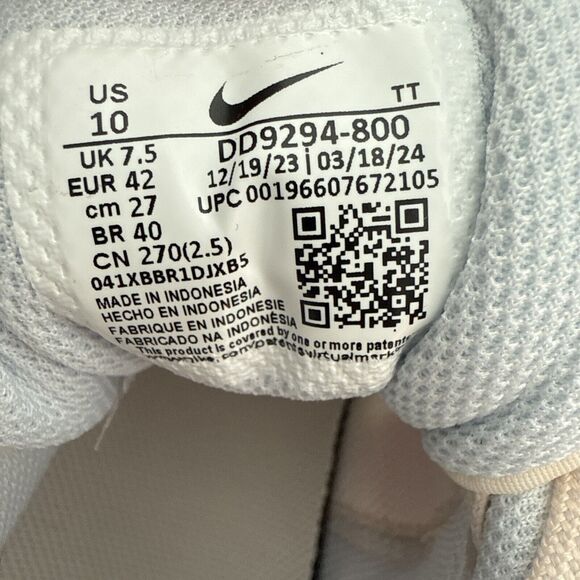 US
10
TT
UK 7.5
EUR 42
cm 27
BR 40
CN 270(2.5)
041XBBR1DJXB5
DD9294-800
12/19/23 | 03/18/24
UPC 00196607672105
MADE IN INDONESIA
HECHO EN INDONESIA
FABRIQUE EN INDONESIE
FABRICADO NA INDONÉSIA
This product is covered by one or more patents